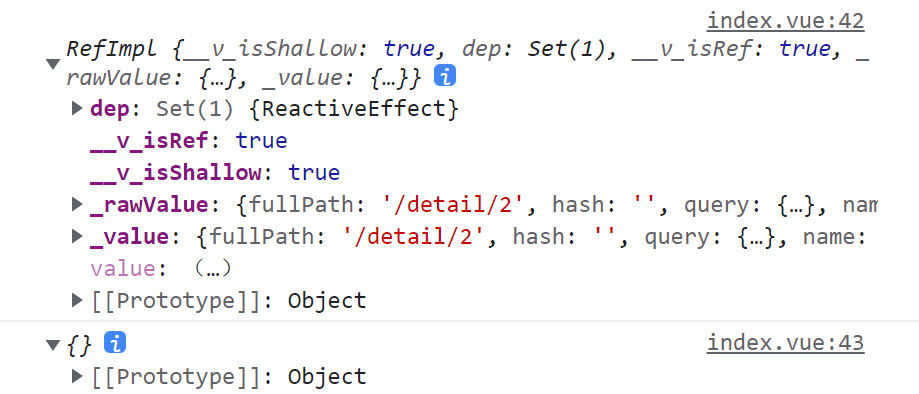 index.vue:42
RefImpl {__v_isShallow: true, dep: Set(1), __v_isRef: true, _
rawValue: {…}, _value: {…}} i
dep: Set(1) {ReactiveEffect}
__v_isRef: true
__v_isShallow: true
_rawValue: {fullPath: '/detail/2', hash: '', query: {…}, nam
_value: {fullPath: '/detail/2', hash: '', query: {…}, name:
value: （…）
[[Prototype]]: Object
{} i index.vue:43
[[Prototype]]: Object